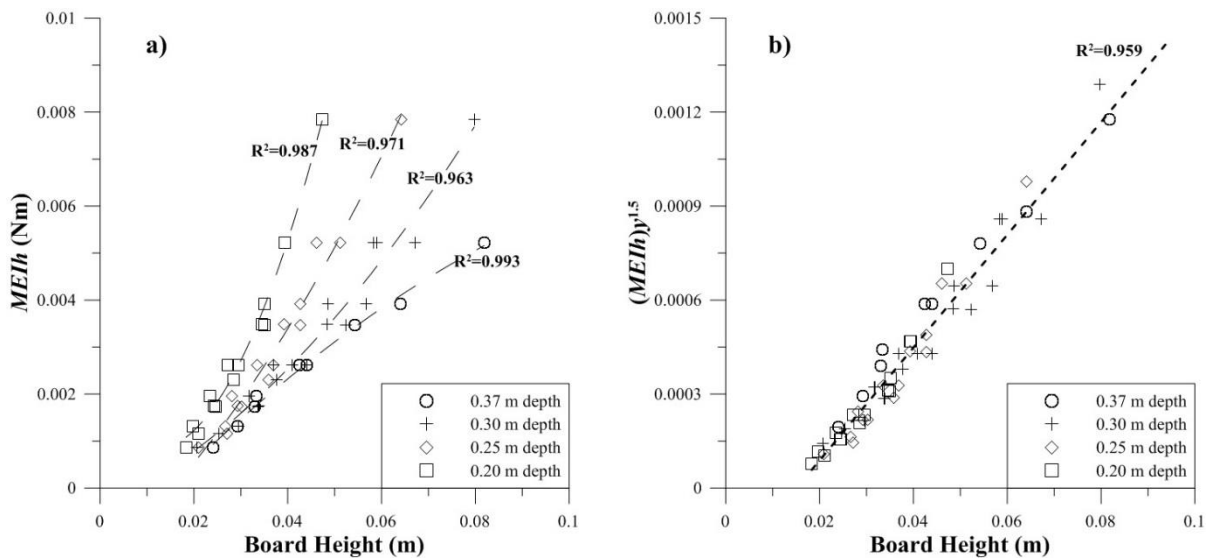 a)
MEIh (Nm)
0.01
0.008
0.006
0.004
0.002
0
R²=0.987
R²=0.971
R²=0.963
R²=0.993
0.37 m depth
0.30 m depth
0.25 m depth
0.20 m depth
0 0.02 0.04 0.06 0.08 0.1
Board Height (m)
b)
(MEIh)y¹·⁵
0.0015
0.0012
0.0009
0.0006
0.0003
0
R²=0.959
0.37 m depth
0.30 m depth
0.25 m depth
0.20 m depth
0 0.02 0.04 0.06 0.08 0.1
Board Height (m)